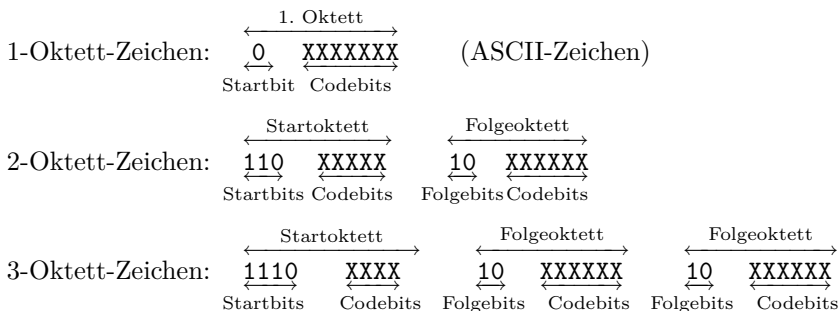 1. Oktett
1-Oktett-Zeichen: 0 XXXXXXX (ASCII-Zeichen)
Startbit Codebits
Startoktett Folgeoktett
2-Oktett-Zeichen: 110 XXXXX 10 XXXXXX
Startbits Codebits Folgebits Codebits
Startoktett Folgeoktett Folgeoktett
3-Oktett-Zeichen: 1110 XXXX 10 XXXXXX 10 XXXXXX
Startbits Codebits Folgebits Codebits Folgebits Codebits